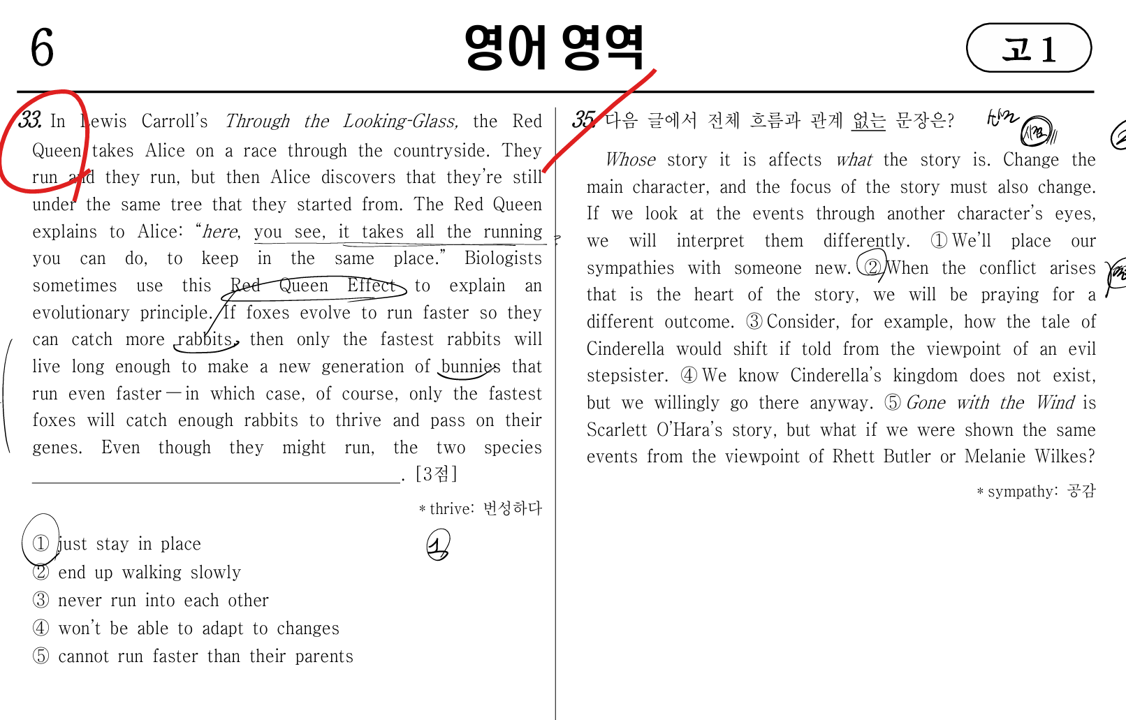 6
영어 영역
고 1
33. In Lewis Carroll's Through the Looking-Glass, the Red
Queen takes Alice on a race through the countryside. They
run and they run, but then Alice discovers that they're still
under the same tree that they started from. The Red Queen
explains to Alice: “here, you see, it takes all the running
you can do, to keep in the same place.” Biologists
sometimes use this Red Queen Effect to explain an
evolutionary principle. If foxes evolve to run faster so they
can catch more rabbits, then only the fastest rabbits will
live long enough to make a new generation of bunnies that
run even faster—in which case, of course, only the fastest
foxes will catch enough rabbits to thrive and pass on their
genes. Even though they might run, the two species
. [3점]
* thrive: 번성하다
① just stay in place
② end up walking slowly
③ never run into each other
④ won't be able to adapt to changes
⑤ cannot run faster than their parents
1
35. 다음 글에서 전체 흐름과 관계 없는 문장은?
Whose story it is affects what the story is. Change the
main character, and the focus of the story must also change.
If we look at the events through another character's eyes,
we will interpret them differently. ① We'll place our
sympathies with someone new. ② When the conflict arises
that is the heart of the story, we will be praying for a
different outcome. ③ Consider, for example, how the tale of
Cinderella would shift if told from the viewpoint of an evil
stepsister. ④ We know Cinderella's kingdom does not exist,
but we willingly go there anyway. ⑤ Gone with the Wind is
Scarlett O'Hara's story, but what if we were shown the same
events from the viewpoint of Rhett Butler or Melanie Wilkes?
* sympathy: 공감